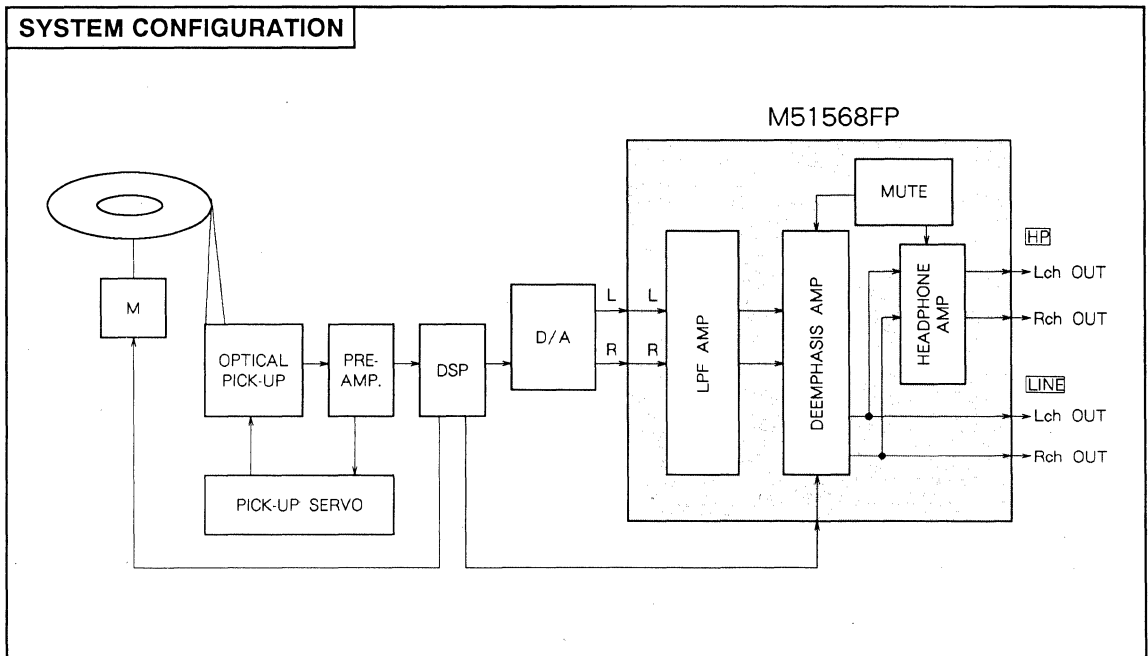 SYSTEM CONFIGURATION
M51568FP
MUTE
HP
Lch OUT
Rch OUT
HEADPHONE
AMP
LINE
Lch OUT
Rch OUT
DEEMPHASIS AMP
LPF AMP
L
L
R
R
D/A
DSP
PRE-
AMP.
OPTICAL
PICK-UP
M
PICK-UP SERVO